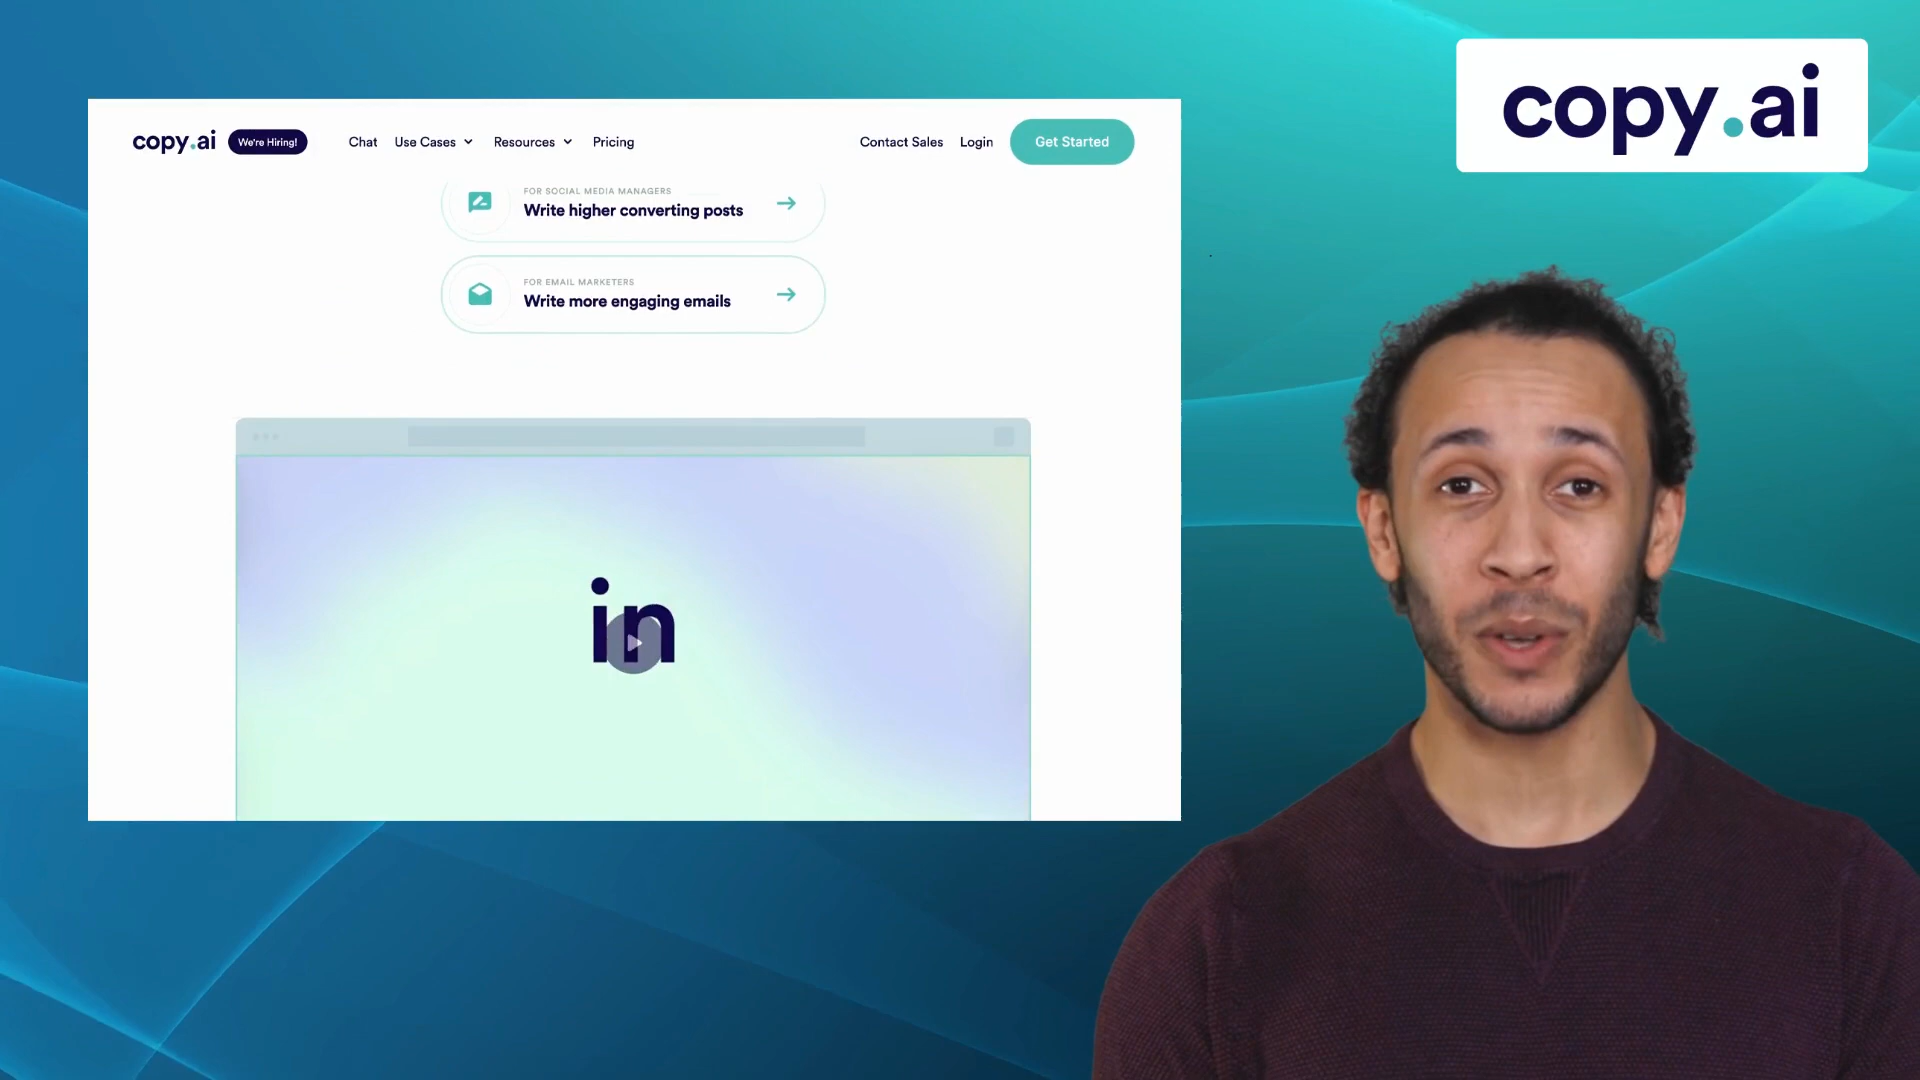 copy.ai
copy.ai We're Hiring! Chat Use Cases Resources Pricing Contact Sales Login Get Started
FOR SOCIAL MEDIA MANAGERS
Write higher converting posts
FOR EMAIL MARKETERS
Write more engaging emails
in